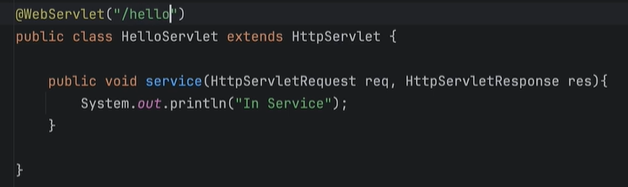 @WebServlet("/hello")
public class HelloServlet extends HttpServlet {
public void service(HttpServletRequest req, HttpServletResponse res){
System.out.println("In Service");
}
}